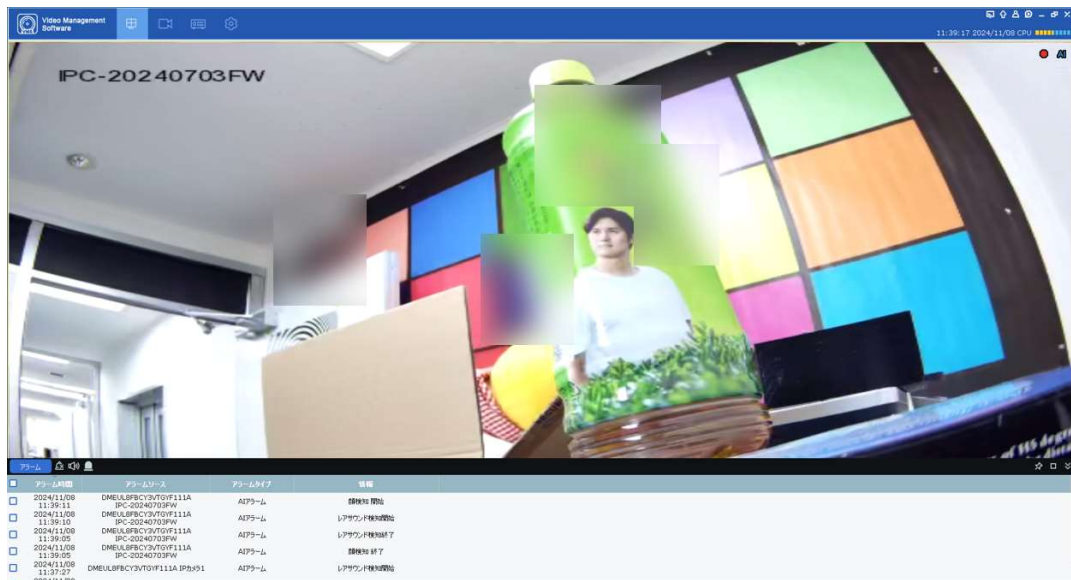 Video Management
Software
11:39:17 2024/11/08 CPU
IPC-20240703FW
AI
アラーム
アラーム時間 アラームソース アラームタイプ 情報
2024/11/08 11:39:11 DMEUL8FBCY3VTGYF111A IPC-20240703FW AIアラーム 顔検知 開始
2024/11/08 11:39:10 DMEUL8FBCY3VTGYF111A IPC-20240703FW AIアラーム レアサウンド検知開始
2024/11/08 11:39:05 DMEUL8FBCY3VTGYF111A IPC-20240703FW AIアラーム レアサウンド検知終了
2024/11/08 11:39:05 DMEUL8FBCY3VTGYF111A IPC-20240703FW AIアラーム 顔検知 終了
2024/11/08 11:37:27 DMEUL8FBCY3VTGYF111A IPカメラ1 AIアラーム レアサウンド検知開始